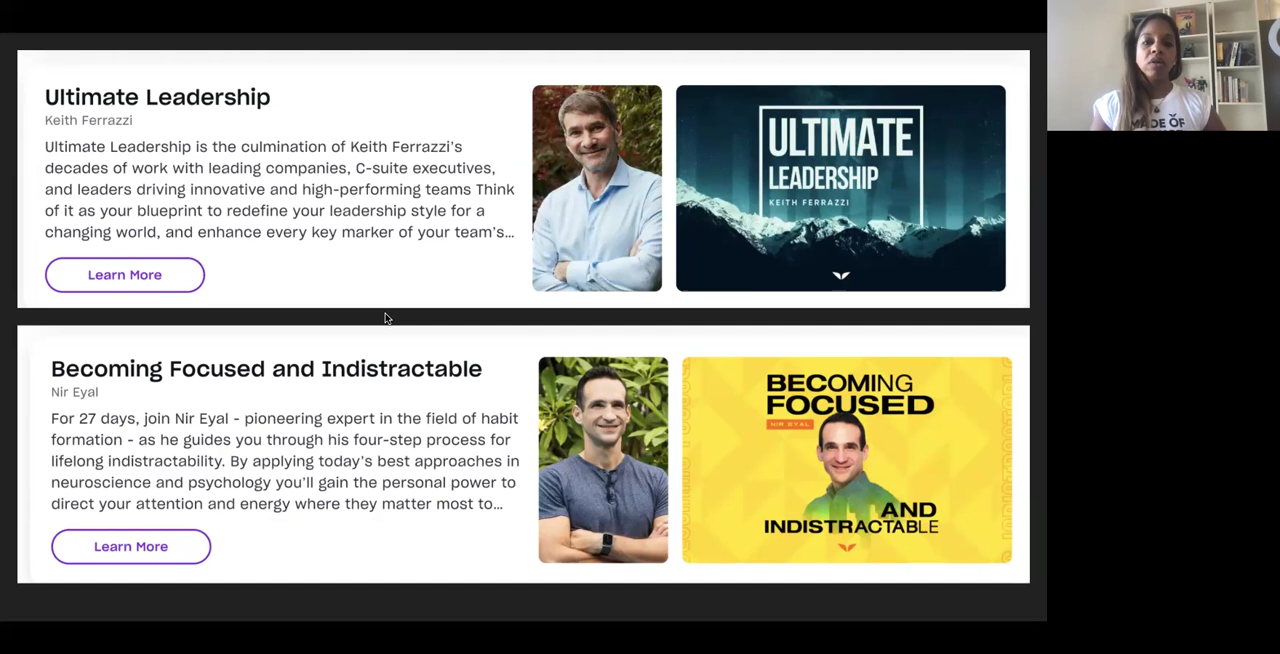 Ultimate Leadership
Keith Ferrazzi
Ultimate Leadership is the culmination of Keith Ferrazzi's
decades of work with leading companies, C-suite executives,
and leaders driving innovative and high-performing teams Think
of it as your blueprint to redefine your leadership style for a
changing world, and enhance every key marker of your team's...
Learn More
ULTIMATE
LEADERSHIP
KEITH FERRAZZI
MADE OF
Becoming Focused and Indistractable
Nir Eyal
For 27 days, join Nir Eyal - pioneering expert in the field of habit
formation - as he guides you through his four-step process for
lifelong indistractability. By applying today's best approaches in
neuroscience and psychology you'll gain the personal power to
direct your attention and energy where they matter most to...
Learn More
BECOMING
FOCUSED
NIR EYAL
AND
INDISTRACTABLE